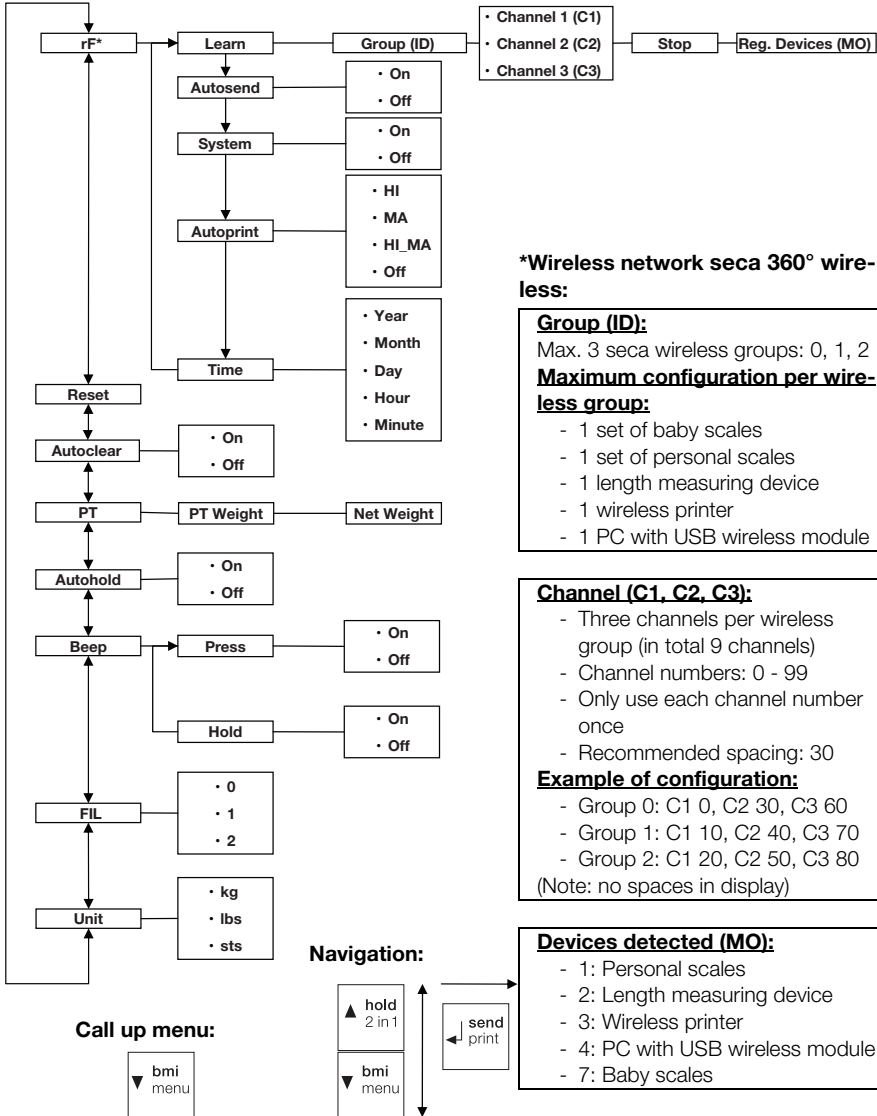 rF*
Learn
Group (ID)
• Channel 1 (C1)
• Channel 2 (C2)
• Channel 3 (C3)
Stop
Reg. Devices (MO)
Autosend
• On
• Off
System
• On
• Off
Autoprint
• HI
• MA
• HI_MA
• Off
Time
• Year
• Month
• Day
• Hour
• Minute
Reset
Autoclear
• On
• Off
PT
PT Weight
Net Weight
Autohold
• On
• Off
Beep
Press
• On
• Off
Hold
• On
• Off
FIL
• 0
• 1
• 2
Unit
• kg
• lbs
• sts
Call up menu:
bmi
menu
Navigation:
hold
2 in 1
bmi
menu
send
print
*Wireless network seca 360° wire-
less:
Group (ID):
Max. 3 seca wireless groups: 0, 1, 2
Maximum configuration per wire-
less group:
- 1 set of baby scales
- 1 set of personal scales
- 1 length measuring device
- 1 wireless printer
- 1 PC with USB wireless module
Channel (C1, C2, C3):
- Three channels per wireless
group (in total 9 channels)
- Channel numbers: 0 - 99
- Only use each channel number
once
- Recommended spacing: 30
Example of configuration:
- Group 0: C1 0, C2 30, C3 60
- Group 1: C1 10, C2 40, C3 70
- Group 2: C1 20, C2 50, C3 80
(Note: no spaces in display)
Devices detected (MO):
- 1: Personal scales
- 2: Length measuring device
- 3: Wireless printer
- 4: PC with USB wireless module
- 7: Baby scales